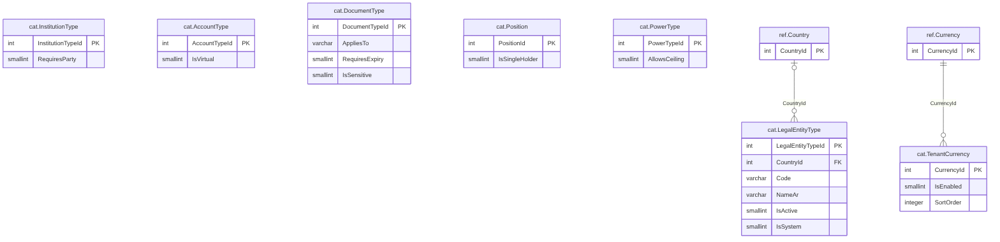 cat.InstitutionType
int InstitutionTypeId PK
smallint RequiresParty
cat.AccountType
int AccountTypeId PK
smallint IsVirtual
cat.DocumentType
int DocumentTypeId PK
varchar AppliesTo
smallint RequiresExpiry
smallint IsSensitive
cat.Position
int PositionId PK
smallint IsSingleHolder
cat.PowerType
int PowerTypeId PK
smallint AllowsCeiling
ref.Country
int CountryId PK
ref.Currency
int CurrencyId PK
CountryId
CurrencyId
cat.LegalEntityType
int LegalEntityTypeId PK
int CountryId FK
varchar Code
varchar NameAr
smallint IsActive
smallint IsSystem
cat.TenantCurrency
int CurrencyId PK
smallint IsEnabled
integer SortOrder